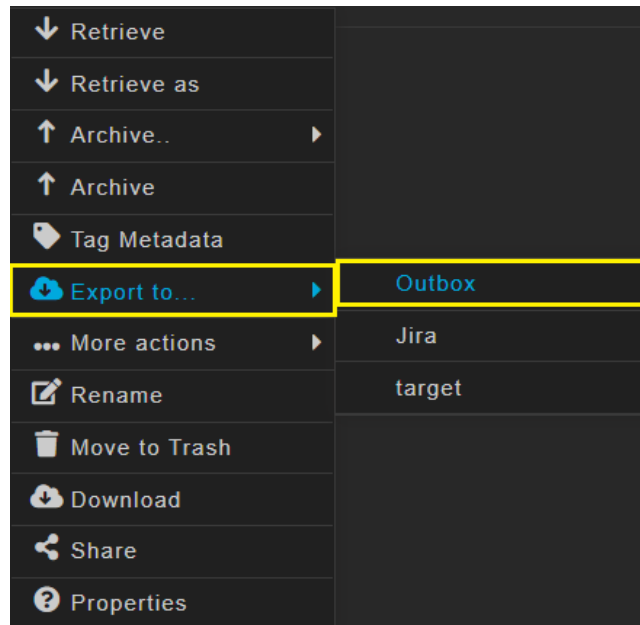 Retrieve
Retrieve as
Archive..
Archive
Tag Metadata
Export to...
Outbox
More actions
Jira
Rename
target
Move to Trash
Download
Share
Properties